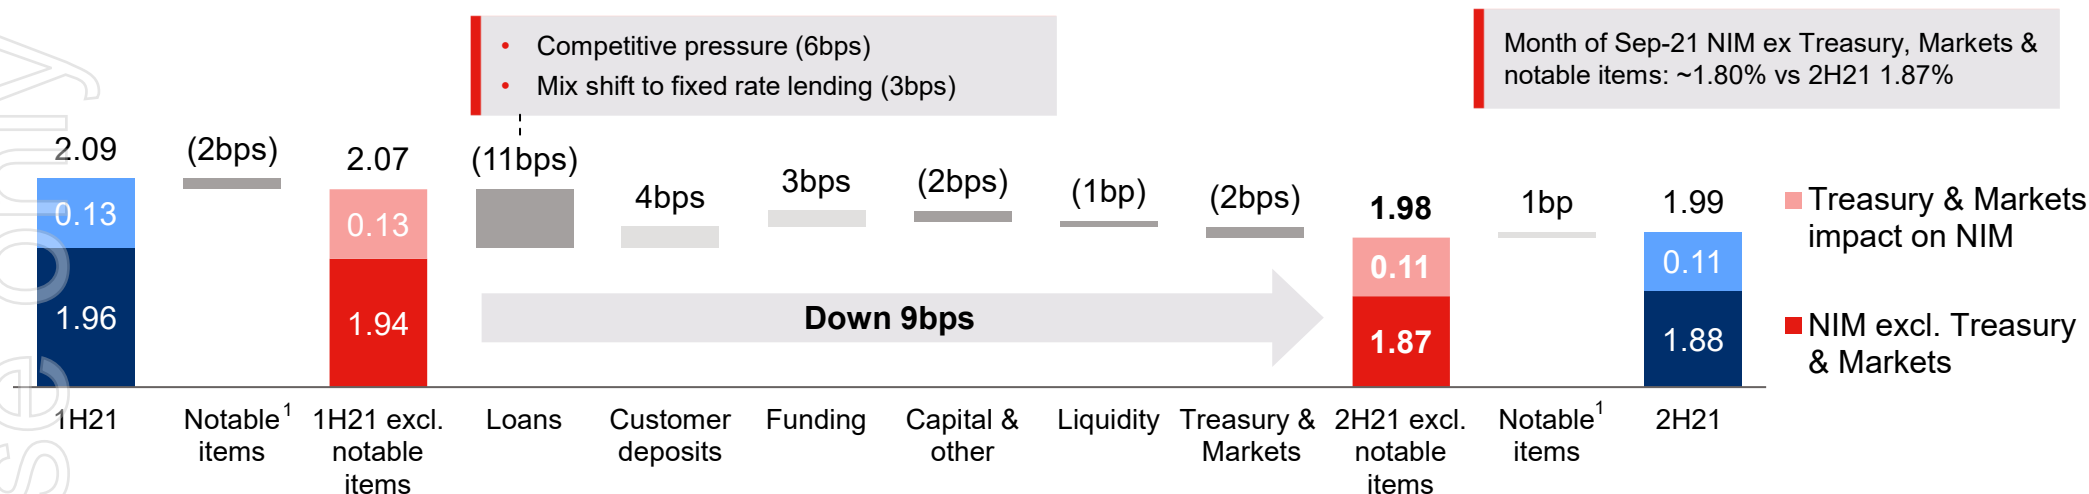 • Competitive pressure (6bps)
• Mix shift to fixed rate lending (3bps)
Month of Sep-21 NIM ex Treasury, Markets &
notable items: ~1.80% vs 2H21 1.87%
2.09
(2bps)
2.07
(11bps)
4bps
3bps
(2bps)
(1bp)
(2bps)
1.98
1bp
1.99
0.13
0.13
0.11
0.11
1.96
1.94
1.87
1.88
Down 9bps
Treasury & Markets
impact on NIM
NIM excl. Treasury
& Markets
1H21
Notable¹
items
1H21 excl.
notable
items
Loans
Customer
deposits
Funding
Capital &
other
Liquidity
Treasury &
Markets
2H21 excl.
notable
items
Notable¹
items
2H21
se only